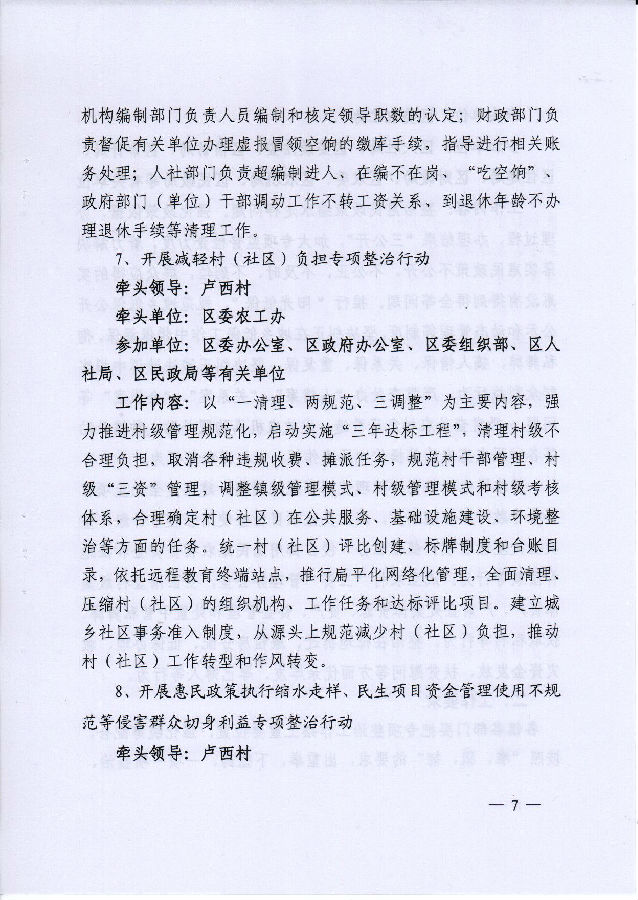 机构编制部门负责人员编制和核定领导职数的认定；财政部门负
责督促有关单位办理虚报冒领空饷的缴库手续，指导进行相关账
务处理；人社部门负责超编制进人、在编不在岗、“吃空饷”、
政府部门（单位）干部调动工作不转工资关系、到退休年龄不办
理退休手续等清理工作。
7、开展减轻村（社区）负担专项整治行动
牵头领导：卢西村
牵头单位：区委农工办
参加单位：区委办公室、区政府办公室、区委组织部、区人
社局、区民政局等有关单位
工作内容：以“一清理、两规范、三调整”为主要内容，强
力推进村级管理规范化，启动实施“三年达标工程”，清理村级不
合理负担、取消各种违规收费、摊派任务，规范村干部管理、村
级“三资”管理，调整镇级管理模式、村级管理模式和村级考核
体系，合理确定村（社区）在公共服务、基础设施建设、环境整
治等方面的任务。统一村（社区）评比创建、标牌制度和台账目
录，依托远程教育终端站点，推行扁平化网络化管理，全面清理、
压缩村（社区）的组织机构、工作任务和达标评比项目。建立城
乡社区事务准入制度，从源头上规范减少村（社区）负担，推动
村（社区）工作转型和作风转变。
8、开展惠民政策执行缩水走样、民生项目资金管理使用不规
范等侵害群众切身利益专项整治行动
牵头领导：卢西村
— 7 —